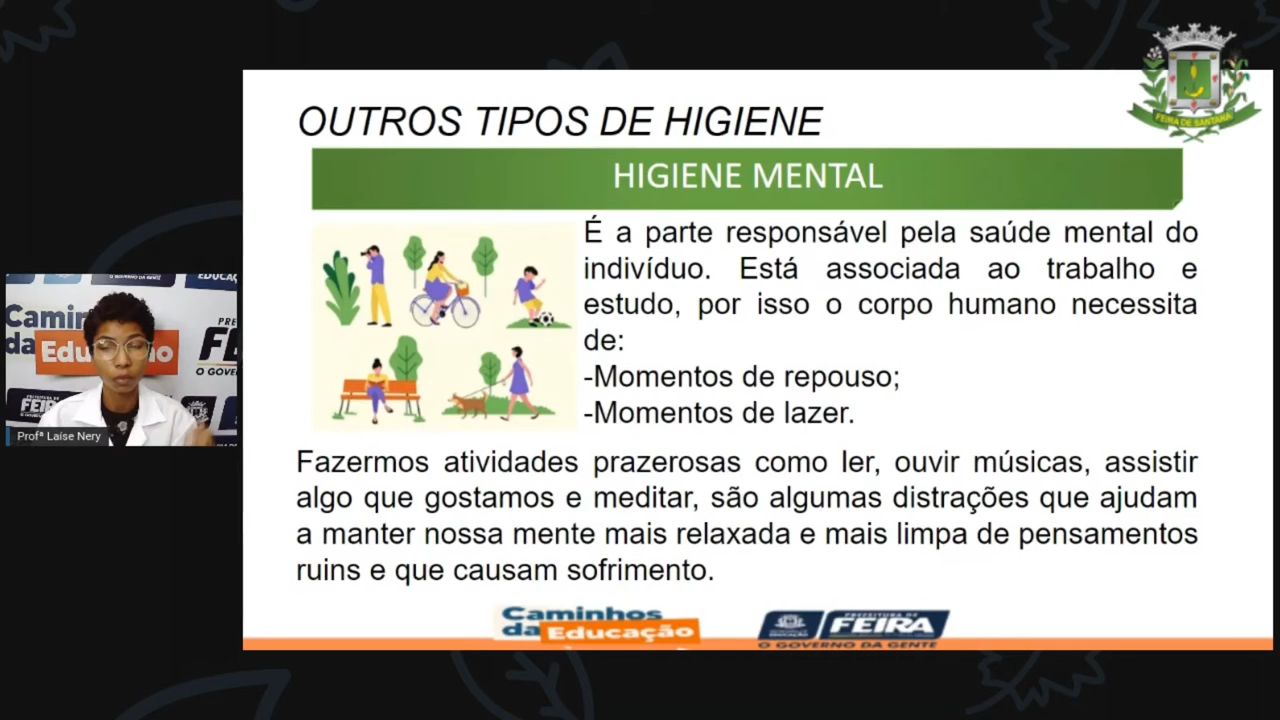 OUTROS TIPOS DE HIGIENE
HIGIENE MENTAL
É a parte responsável pela saúde mental do
indivíduo. Está associada ao trabalho e
estudo, por isso o corpo humano necessita
de:
-Momentos de repouso;
-Momentos de lazer.
Fazermos atividades prazerosas como ler, ouvir músicas, assistir
algo que gostamos e meditar, são algumas distrações que ajudam
a manter nossa mente mais relaxada e mais limpa de pensamentos
ruins e que causam sofrimento.
FEIRA DE SANTANA
Profª Laíse Nery
Caminhos
da Educação
PREFEITURA DE
FEIRA
O GOVERNO DA GENTE